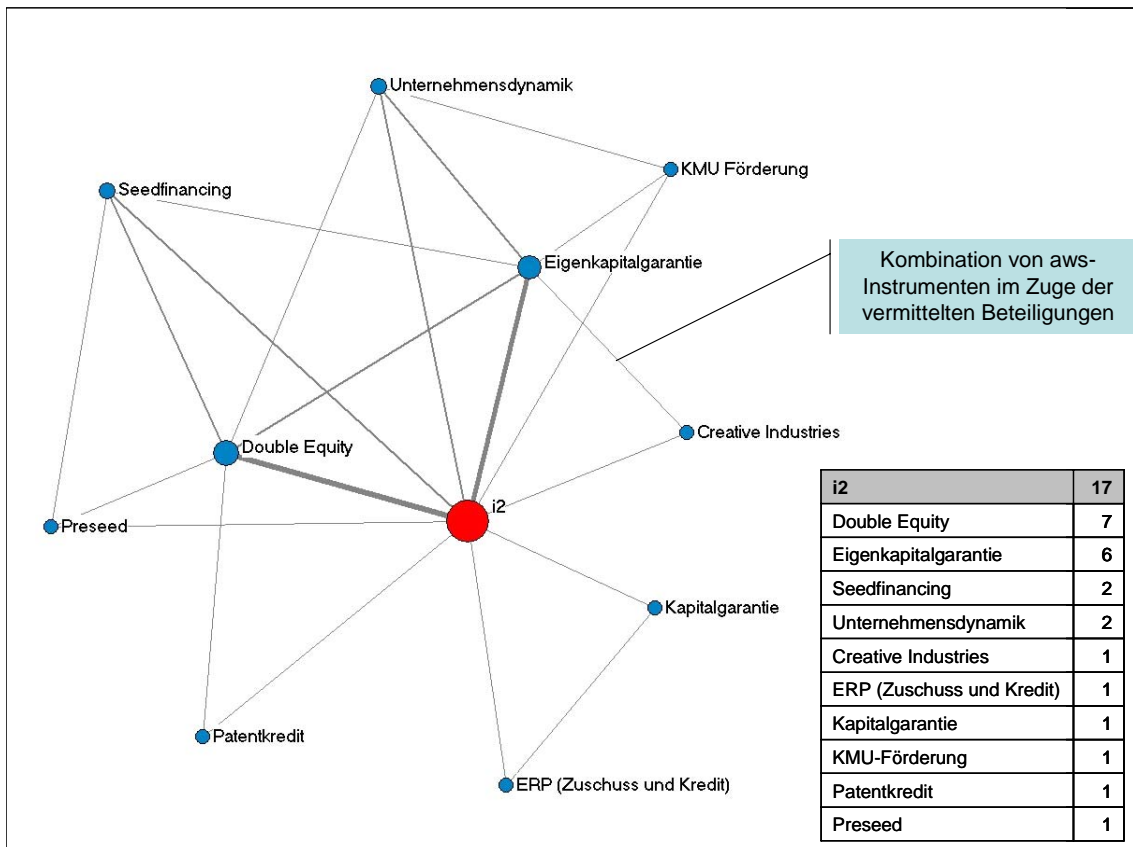 Unternehmensdynamik
KMU Förderung
Seedfinancing
Eigenkapitalgarantie
Kombination von aws-
Instrumenten im Zuge der
vermittelten Beteiligungen
Creative Industries
Double Equity
i2
Preseed
Kapitalgarantie
Patentkredit
ERP (Zuschuss und Kredit)
i2 17
Double Equity 7
Eigenkapitalgarantie 6
Seedfinancing 2
Unternehmensdynamik 2
Creative Industries 1
ERP (Zuschuss und Kredit) 1
Kapitalgarantie 1
KMU-Förderung 1
Patentkredit 1
Preseed 1